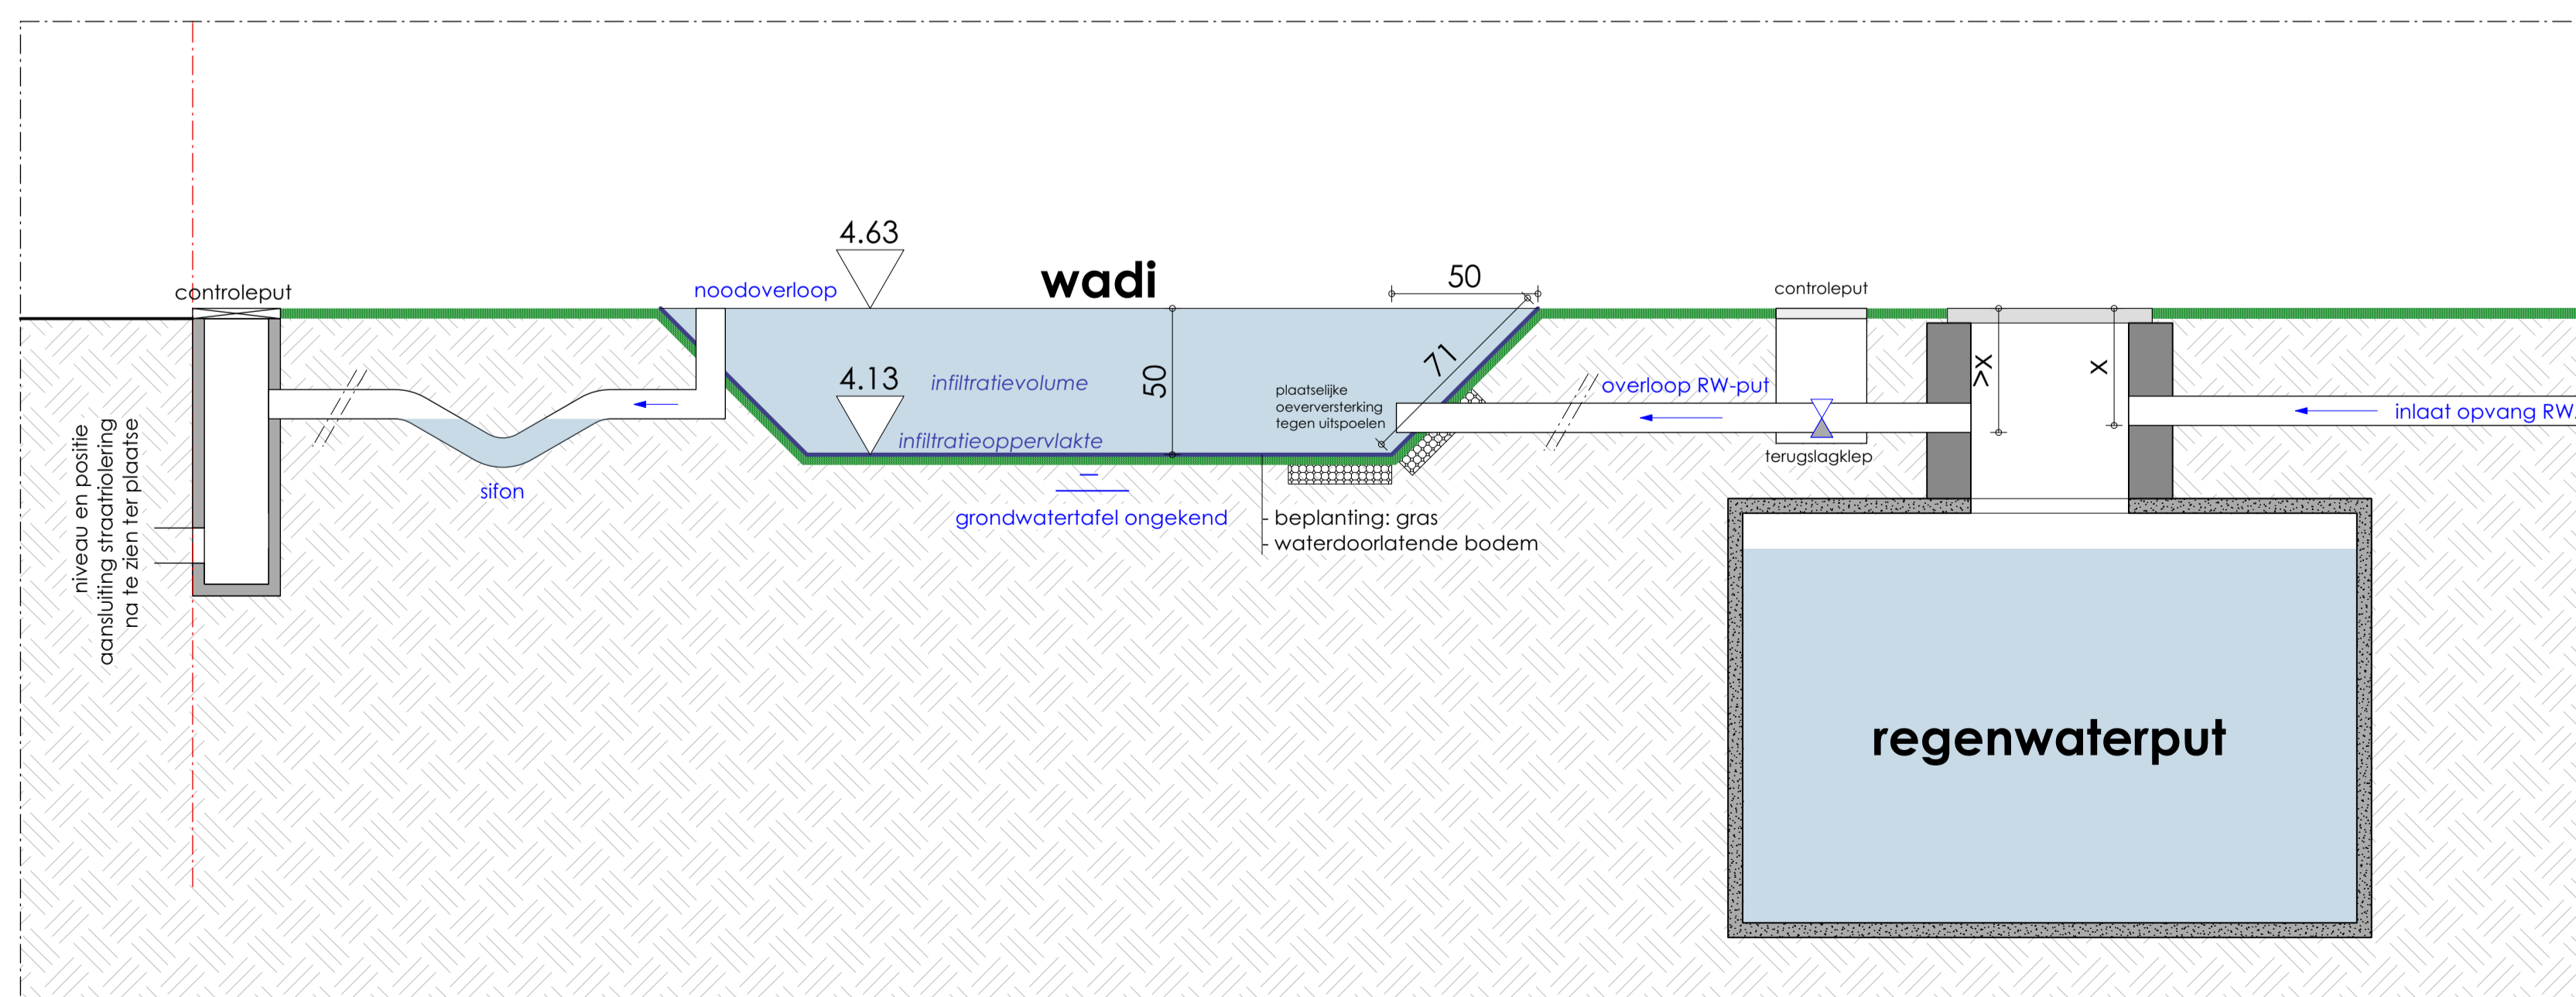 4.63
wadi
50
noodoverloop
controleput
controleput
4.13
infiltratievolume
50
71
plaatselijke
oeverversterking
tegen uitspoelen
overloop RW-put
>x
x
inlaat opvang RW
infiltratieoppervlakte
terugslagklep
niveau en positie
aansluiting straatriolering
na te zien ter plaatse
sifon
grondwatertafel ongekend
- beplanting: gras
- waterdoorlatende bodem
regenwaterput